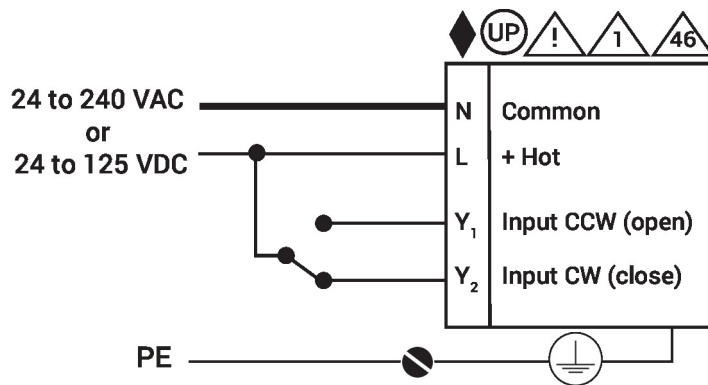 UP ! 1 46
24 to 240 VAC
or
24 to 125 VDC
N Common
L + Hot
Y₁ Input CCW (open)
Y₂ Input CW (close)
PE